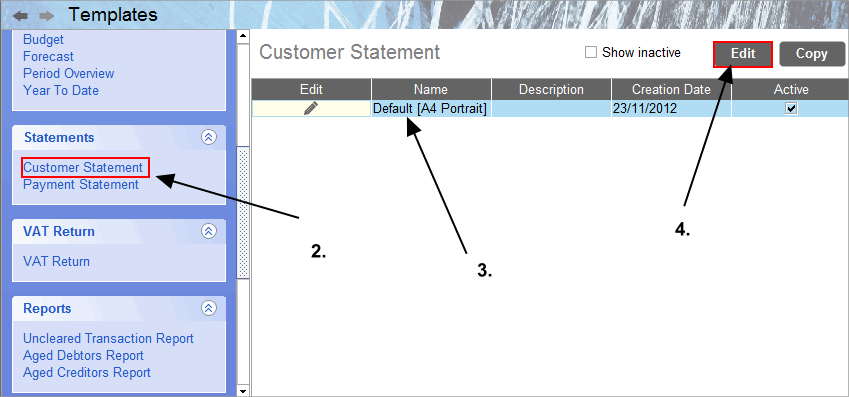 Templates
Budget
Forecast
Period Overview
Year To Date
Statements
Customer Statement
Payment Statement
VAT Return
VAT Return
Reports
Uncleared Transaction Report
Aged Debtors Report
Aged Creditors Report
Customer Statement
Show inactive
Edit
Copy
Edit Name Description Creation Date Active
Default [A4 Portrait] 23/11/2012
2.
3.
4.